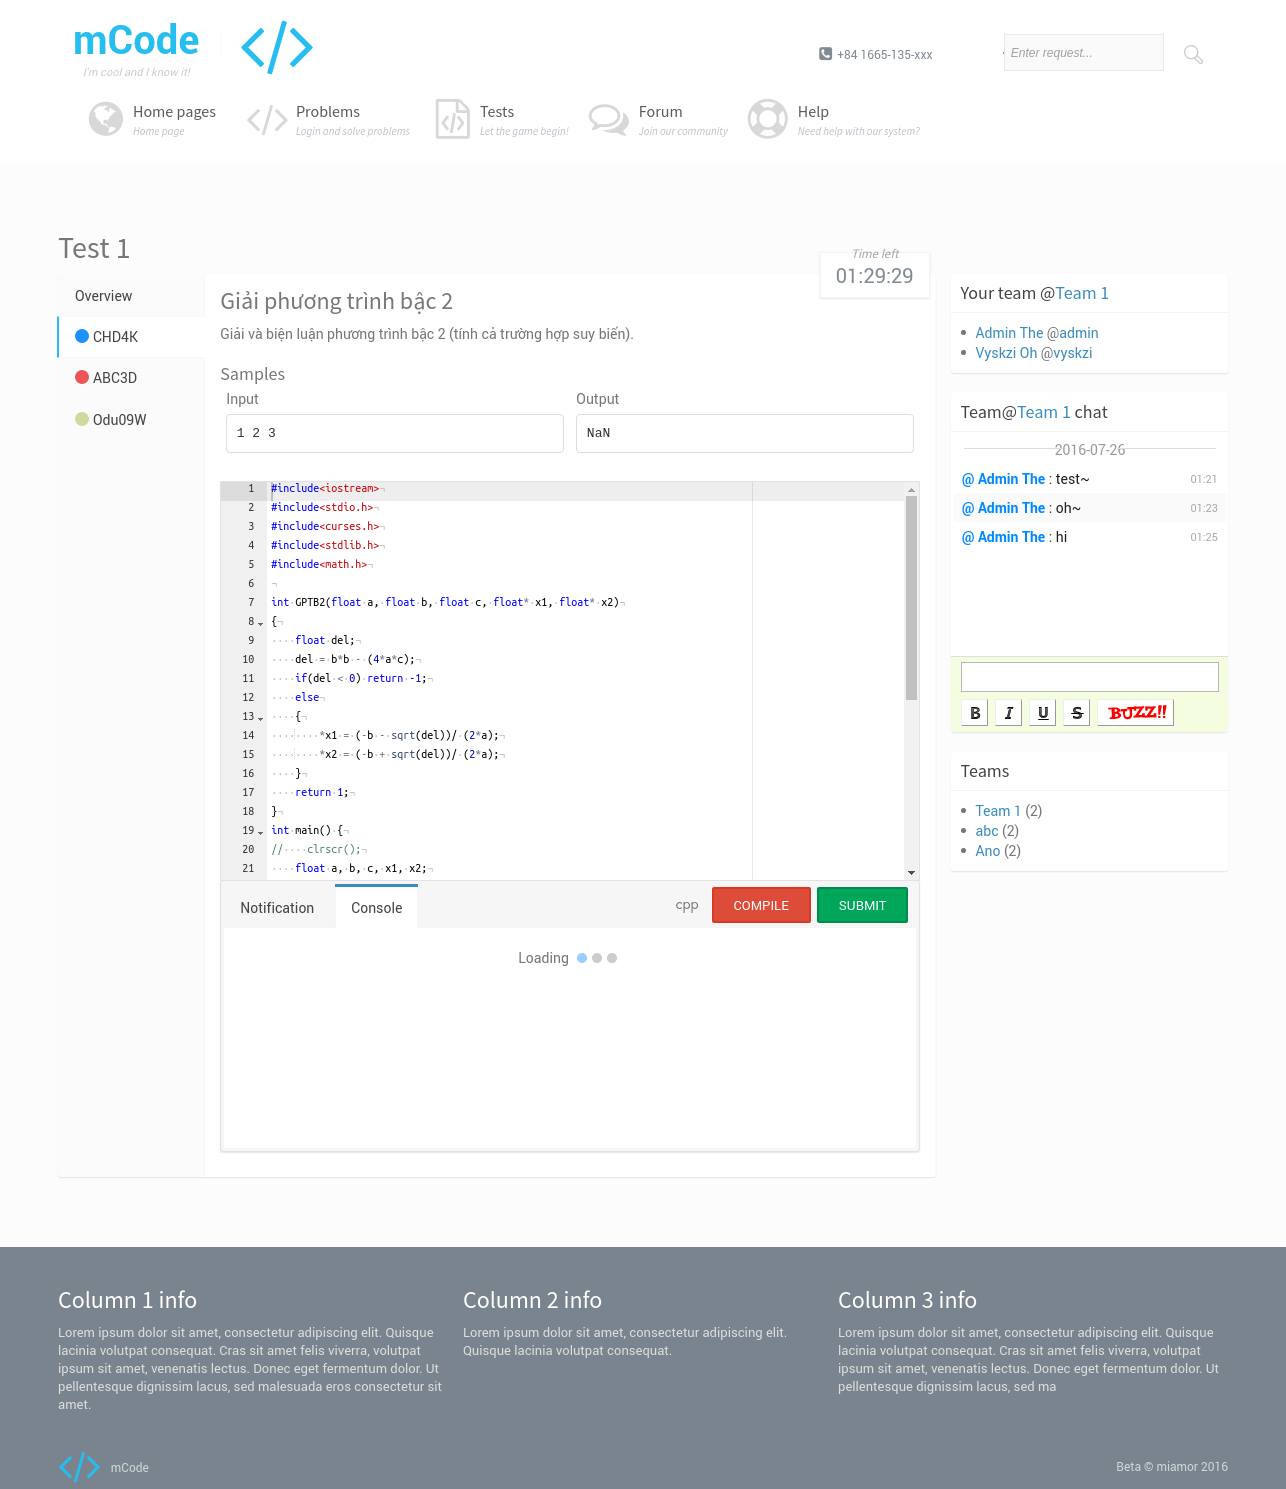 mCode
I'm cool and I know it!
+84 1665-135-xxx
Enter request...
Home pages
Home page
Problems
Login and solve problems
Tests
Let the game begin!
Forum
Join our community
Help
Need help with our system?
Test 1
Time left
01:29:29
Overview
CHD4K
ABC3D
Odu09W
Giải phương trình bậc 2
Giải và biện luận phương trình bậc 2 (tính cả trường hợp suy biến).
Samples
Input
Output
1 2 3
NaN
1 #include<iostream>
2 #include<stdio.h>
3 #include<curses.h>
4 #include<stdlib.h>
5 #include<math.h>
6
7 int GPTB2(float a, float b, float c, float* x1, float* x2)
8 {
9     float del;
10     del = b*b - (4*a*c);
11     if(del < 0) return -1;
12     else
13     {
14         *x1 = (-b - sqrt(del))/ (2*a);
15         *x2 = (-b + sqrt(del))/ (2*a);
16     }
17     return 1;
18 }
19 int main() {
20 //    clrscr();
21     float a, b, c, x1, x2;
Notification
Console
cpp
COMPILE
SUBMIT
Loading
Your team @Team 1
Admin The @admin
Vyskzi Oh @vyskzi
Team@Team 1 chat
2016-07-26
@ Admin The : test~ 01:21
@ Admin The : oh~ 01:23
@ Admin The : hi 01:25
B I U S BUZZ!!
Teams
Team 1 (2)
abc (2)
Ano (2)
Column 1 info
Lorem ipsum dolor sit amet, consectetur adipiscing elit. Quisque
lacinia volutpat consequat. Cras sit amet felis viverra, volutpat
ipsum sit amet, venenatis lectus. Donec eget fermentum dolor. Ut
pellentesque dignissim lacus, sed malesuada eros consectetur sit
amet.
Column 2 info
Lorem ipsum dolor sit amet, consectetur adipiscing elit.
Quisque lacinia volutpat consequat.
Column 3 info
Lorem ipsum dolor sit amet, consectetur adipiscing elit. Quisque
lacinia volutpat consequat. Cras sit amet felis viverra, volutpat
ipsum sit amet, venenatis lectus. Donec eget fermentum dolor. Ut
pellentesque dignissim lacus, sed ma
mCode
Beta © miamor 2016